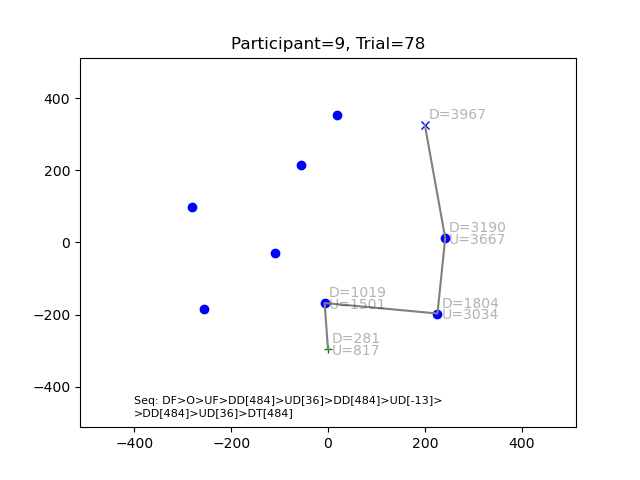 Participant=9, Trial=78
400
200
0
−200
−400
−400
−200
0
200
400
D=3967
D=3190
U=3667
D=1019
U=1501
D=1804
U=3034
D=281
U=817
Seq: DF>O>UF>DD[484]>UD[36]>DD[484]>UD[-13]>
>DD[484]>UD[36]>DT[484]